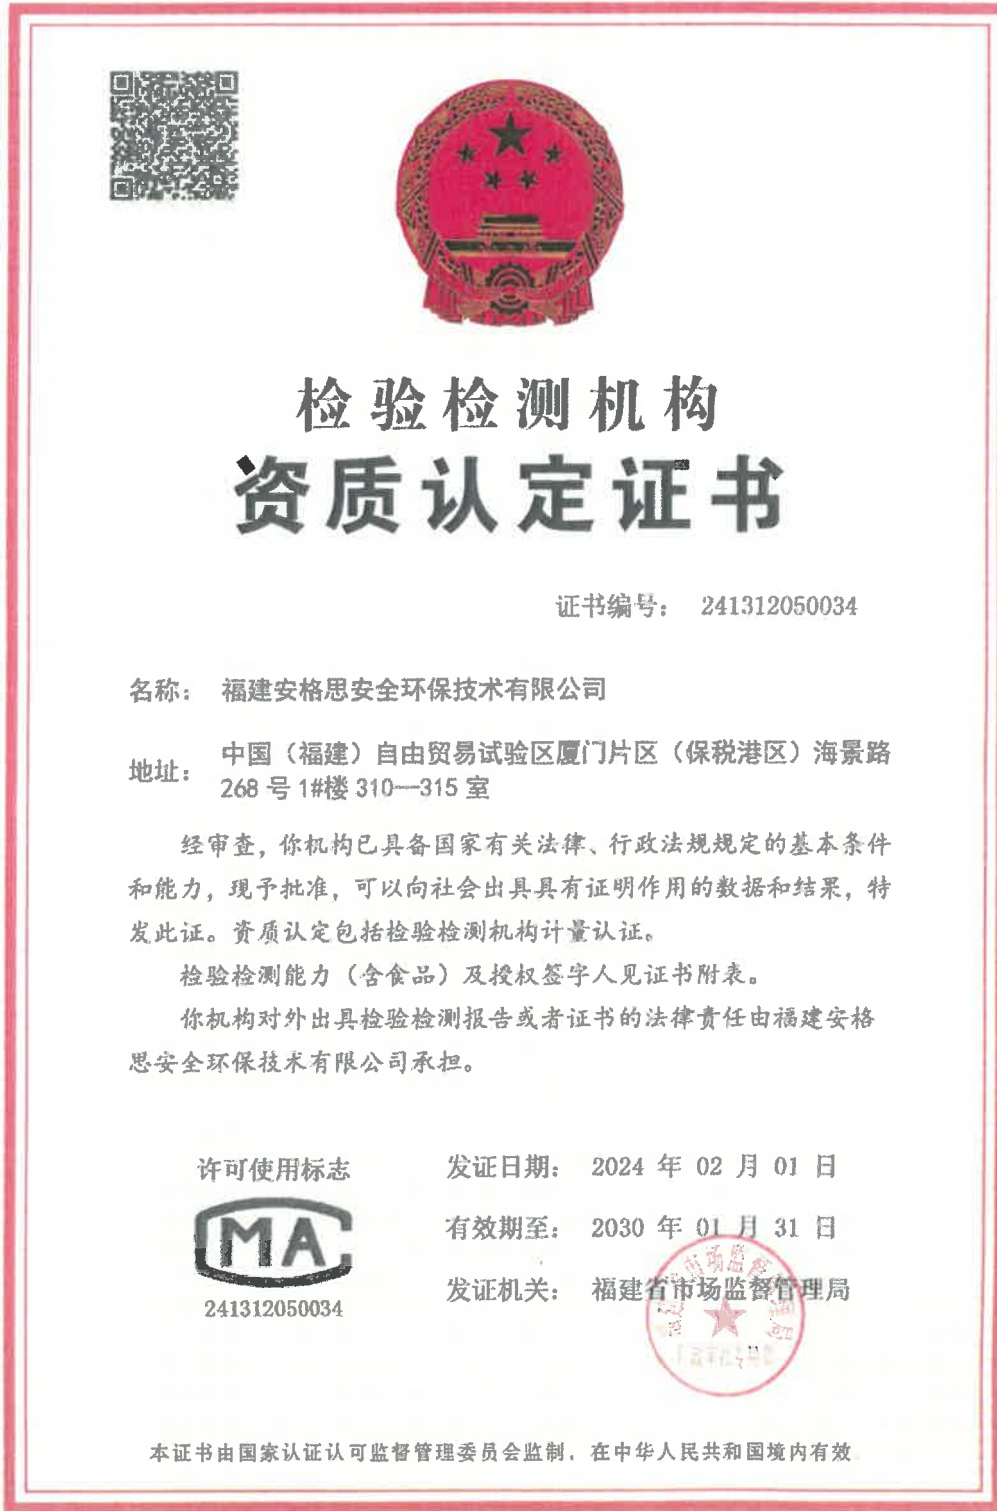 检验检测机构
资质认定证书
证书编号： 241312050034
名称： 福建安格思安全环保技术有限公司
地址： 中国（福建）自由贸易试验区厦门片区（保税港区）海景路
268 号 1#楼 310—315 室
经审查，你机构已具备国家有关法律、行政法规规定的基本条件
和能力，现予批准，可以向社会出具具有证明作用的数据和结果，特
发此证。资质认定包括检验检测机构计量认证。
检验检测能力（含食品）及授权签字人见证书附表。
你机构对外出具检验检测报告或者证书的法律责任由福建安格
思安全环保技术有限公司承担。
许可使用标志
MA
241312050034
发证日期： 2024 年 02 月 01 日
有效期至： 2030 年 01 月 31 日
发证机关： 福建省市场监督管理局
本证书由国家认证认可监督管理委员会监制，在中华人民共和国境内有效